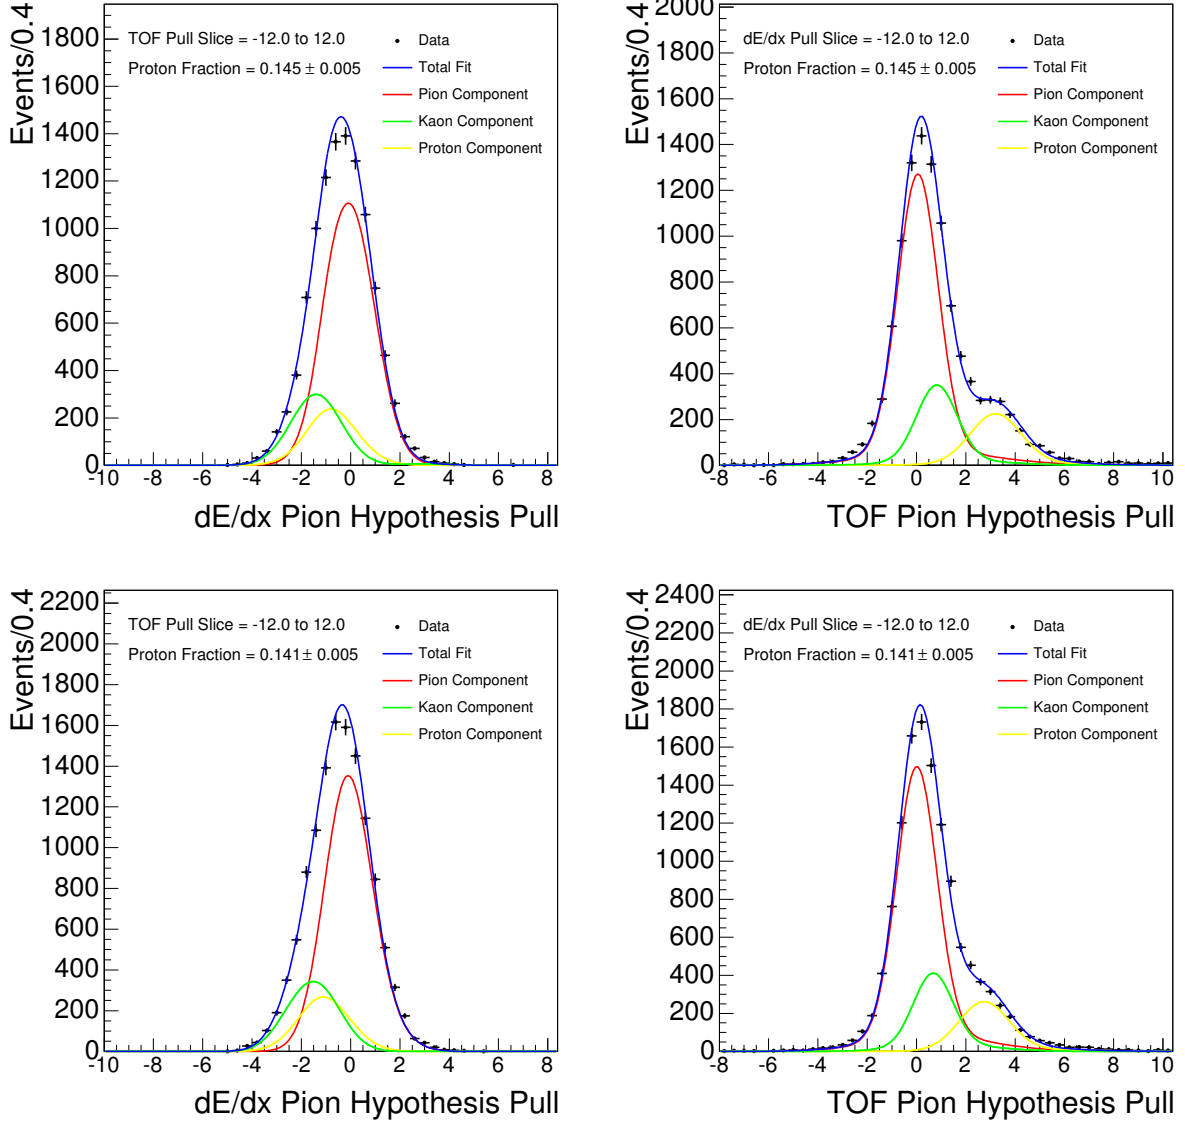 Events/0.4
1800
1600
1400
1200
1000
800
600
400
200
0
TOF Pull Slice = -12.0 to 12.0
Proton Fraction = 0.145 ± 0.005
Data
Total Fit
Pion Component
Kaon Component
Proton Component
-10 -8 -6 -4 -2 0 2 4 6 8
dE/dx Pion Hypothesis Pull
Events/0.4
2000
1800
1600
1400
1200
1000
800
600
400
200
0
dE/dx Pull Slice = -12.0 to 12.0
Proton Fraction = 0.145 ± 0.005
Data
Total Fit
Pion Component
Kaon Component
Proton Component
-8 -6 -4 -2 0 2 4 6 8 10
TOF Pion Hypothesis Pull
Events/0.4
2200
2000
1800
1600
1400
1200
1000
800
600
400
200
0
TOF Pull Slice = -12.0 to 12.0
Proton Fraction = 0.141 ± 0.005
Data
Total Fit
Pion Component
Kaon Component
Proton Component
-10 -8 -6 -4 -2 0 2 4 6 8
dE/dx Pion Hypothesis Pull
Events/0.4
2400
2200
2000
1800
1600
1400
1200
1000
800
600
400
200
0
dE/dx Pull Slice = -12.0 to 12.0
Proton Fraction = 0.141 ± 0.005
Data
Total Fit
Pion Component
Kaon Component
Proton Component
-8 -6 -4 -2 0 2 4 6 8 10
TOF Pion Hypothesis Pull